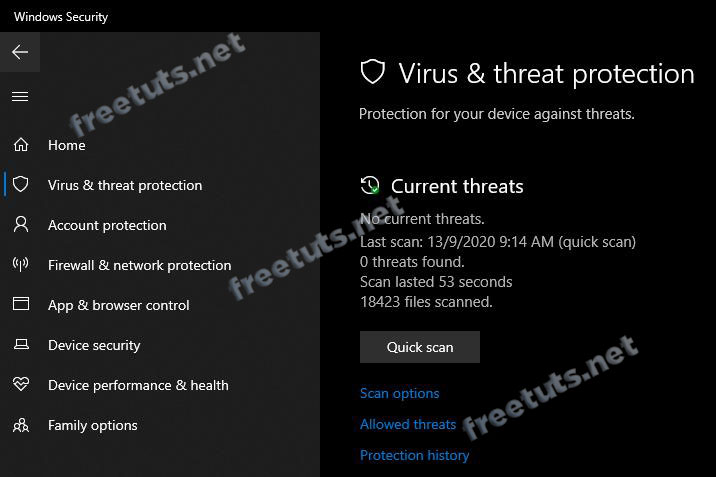 Windows Security
Home
Virus & threat protection
Account protection
Firewall & network protection
App & browser control
Device security
Device performance & health
Family options
Virus & threat protection
Protection for your device against threats.
Current threats
No current threats.
Last scan: 13/9/2020 9:14 AM (quick scan)
0 threats found.
Scan lasted 53 seconds
18423 files scanned.
Quick scan
Scan options
Allowed threats
Protection history
freetuts.net
freetuts.net
freetuts.net